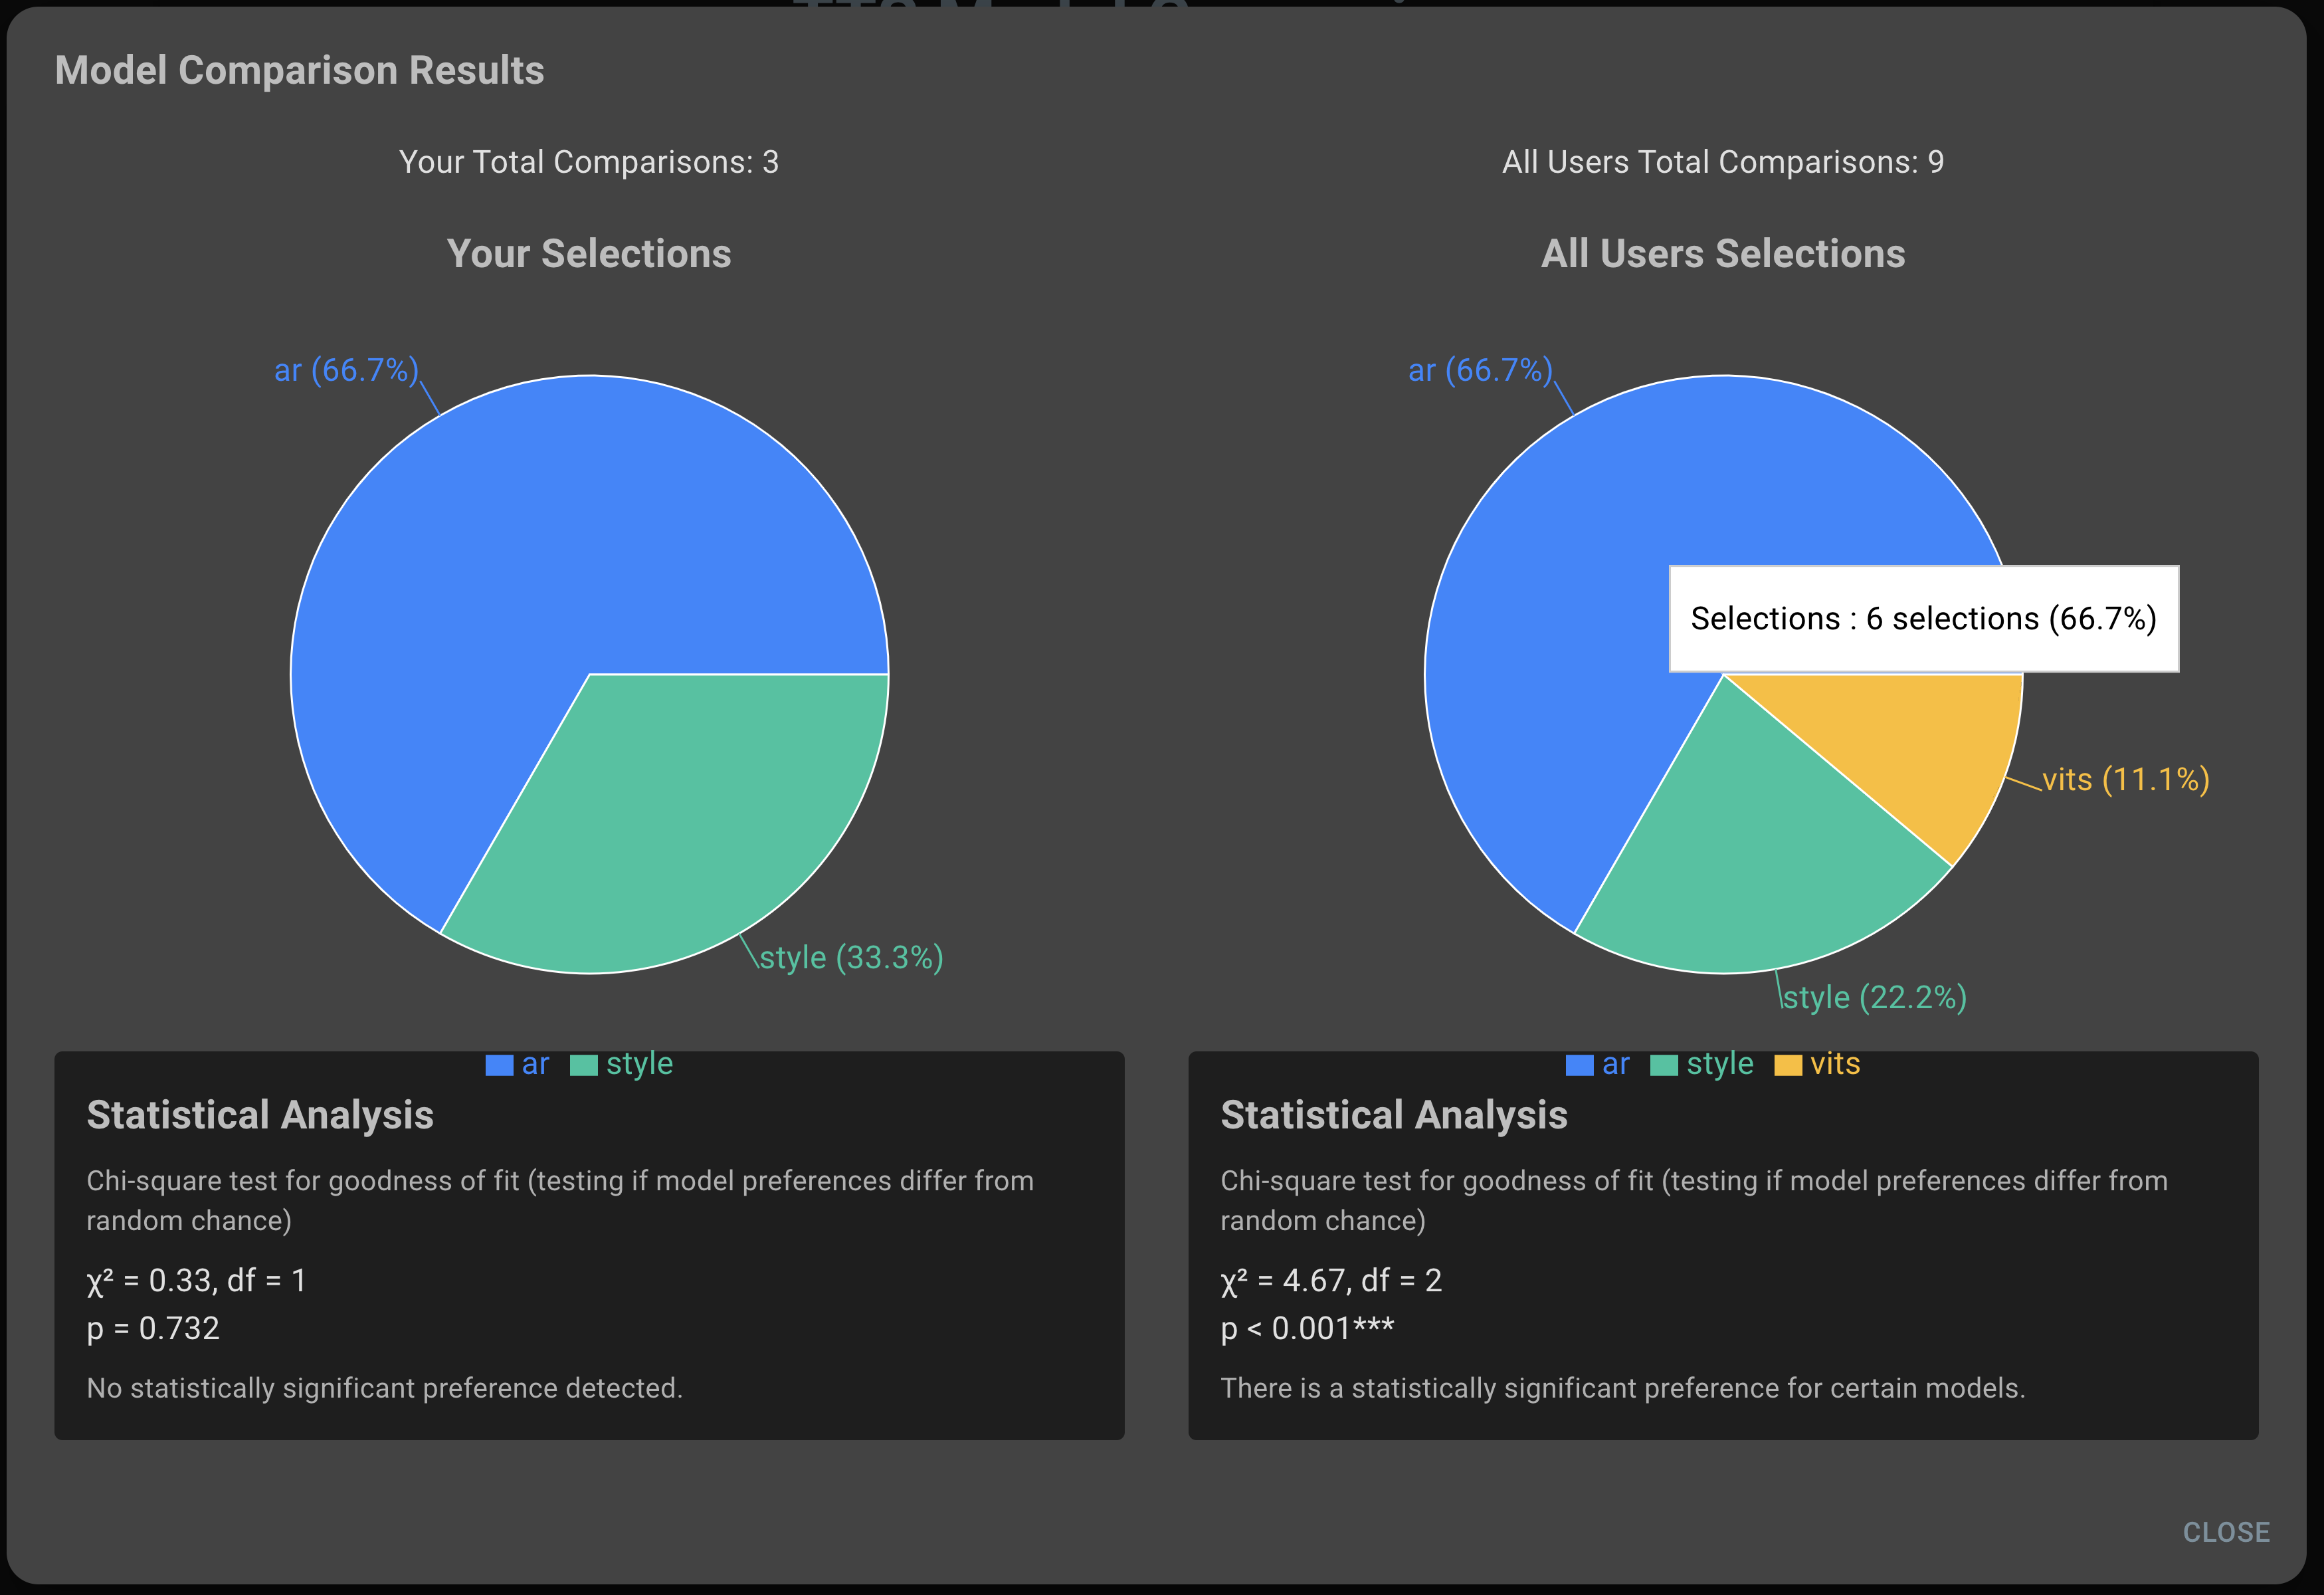 Model Comparison Results
Your Total Comparisons: 3
Your Selections
ar (66.7%)
style (33.3%)
ar
style
Statistical Analysis
Chi-square test for goodness of fit (testing if model preferences differ from
random chance)
χ² = 0.33, df = 1
p = 0.732
No statistically significant preference detected.
All Users Total Comparisons: 9
All Users Selections
ar (66.7%)
Selections : 6 selections (66.7%)
vits (11.1%)
style (22.2%)
ar
style
vits
Statistical Analysis
Chi-square test for goodness of fit (testing if model preferences differ from
random chance)
χ² = 4.67, df = 2
p < 0.001***
There is a statistically significant preference for certain models.
CLOSE